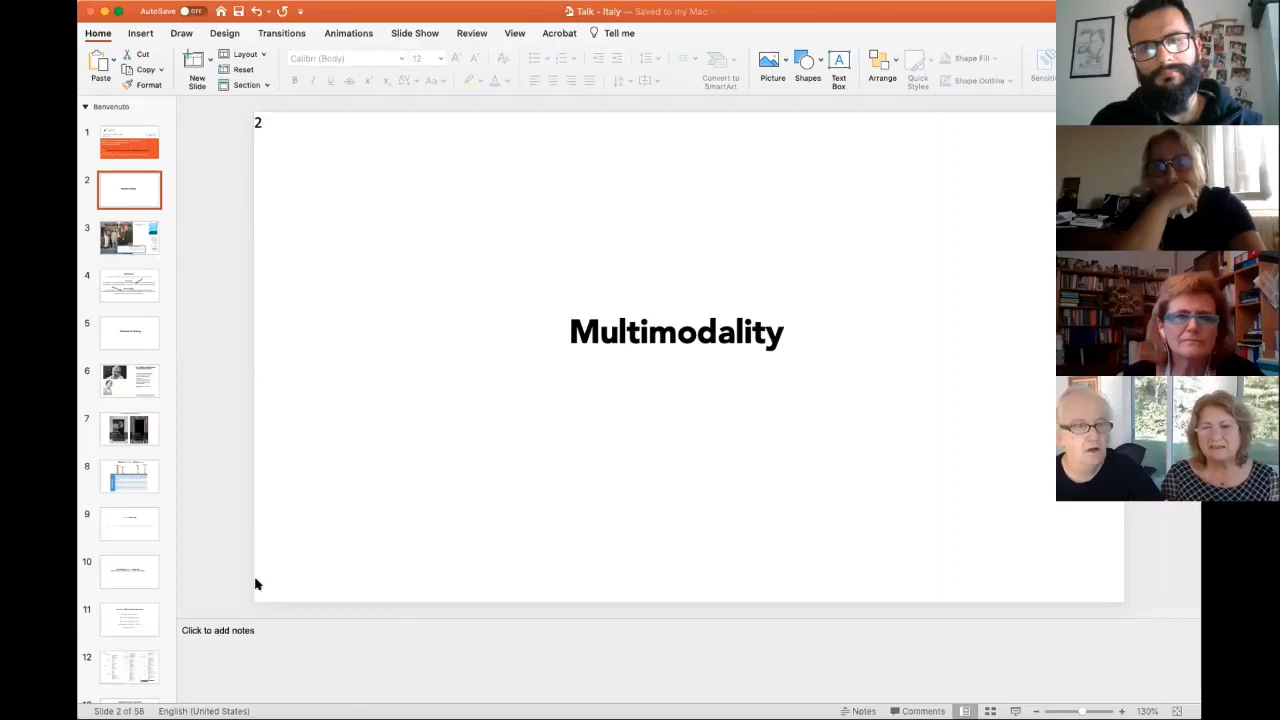 AutoSave OFF
Talk - Italy — Saved to my Mac
Home Insert Draw Design Transitions Animations Slide Show Review View Acrobat Tell me
Paste
Cut
Copy
Format
New Slide
Layout
Reset
Section
Calibri (Body) 12
Convert to SmartArt
Picture
Shapes
Text Box
Arrange
Quick Styles
Shape Fill
Shape Outline
Benvenuto
1
2
3
4
5
6
7
8
9
10
11
12
2
Multimodality
Click to add notes
Slide 2 of 58 English (United States) Notes Comments 130%